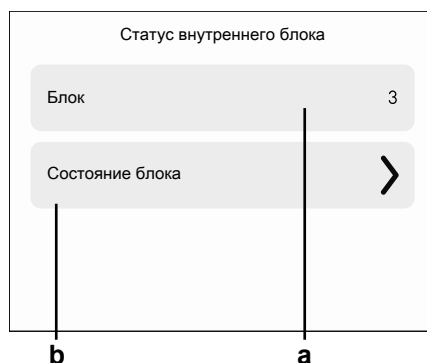 Статус внутреннего блока
Блок 3
Состояние блока
b a